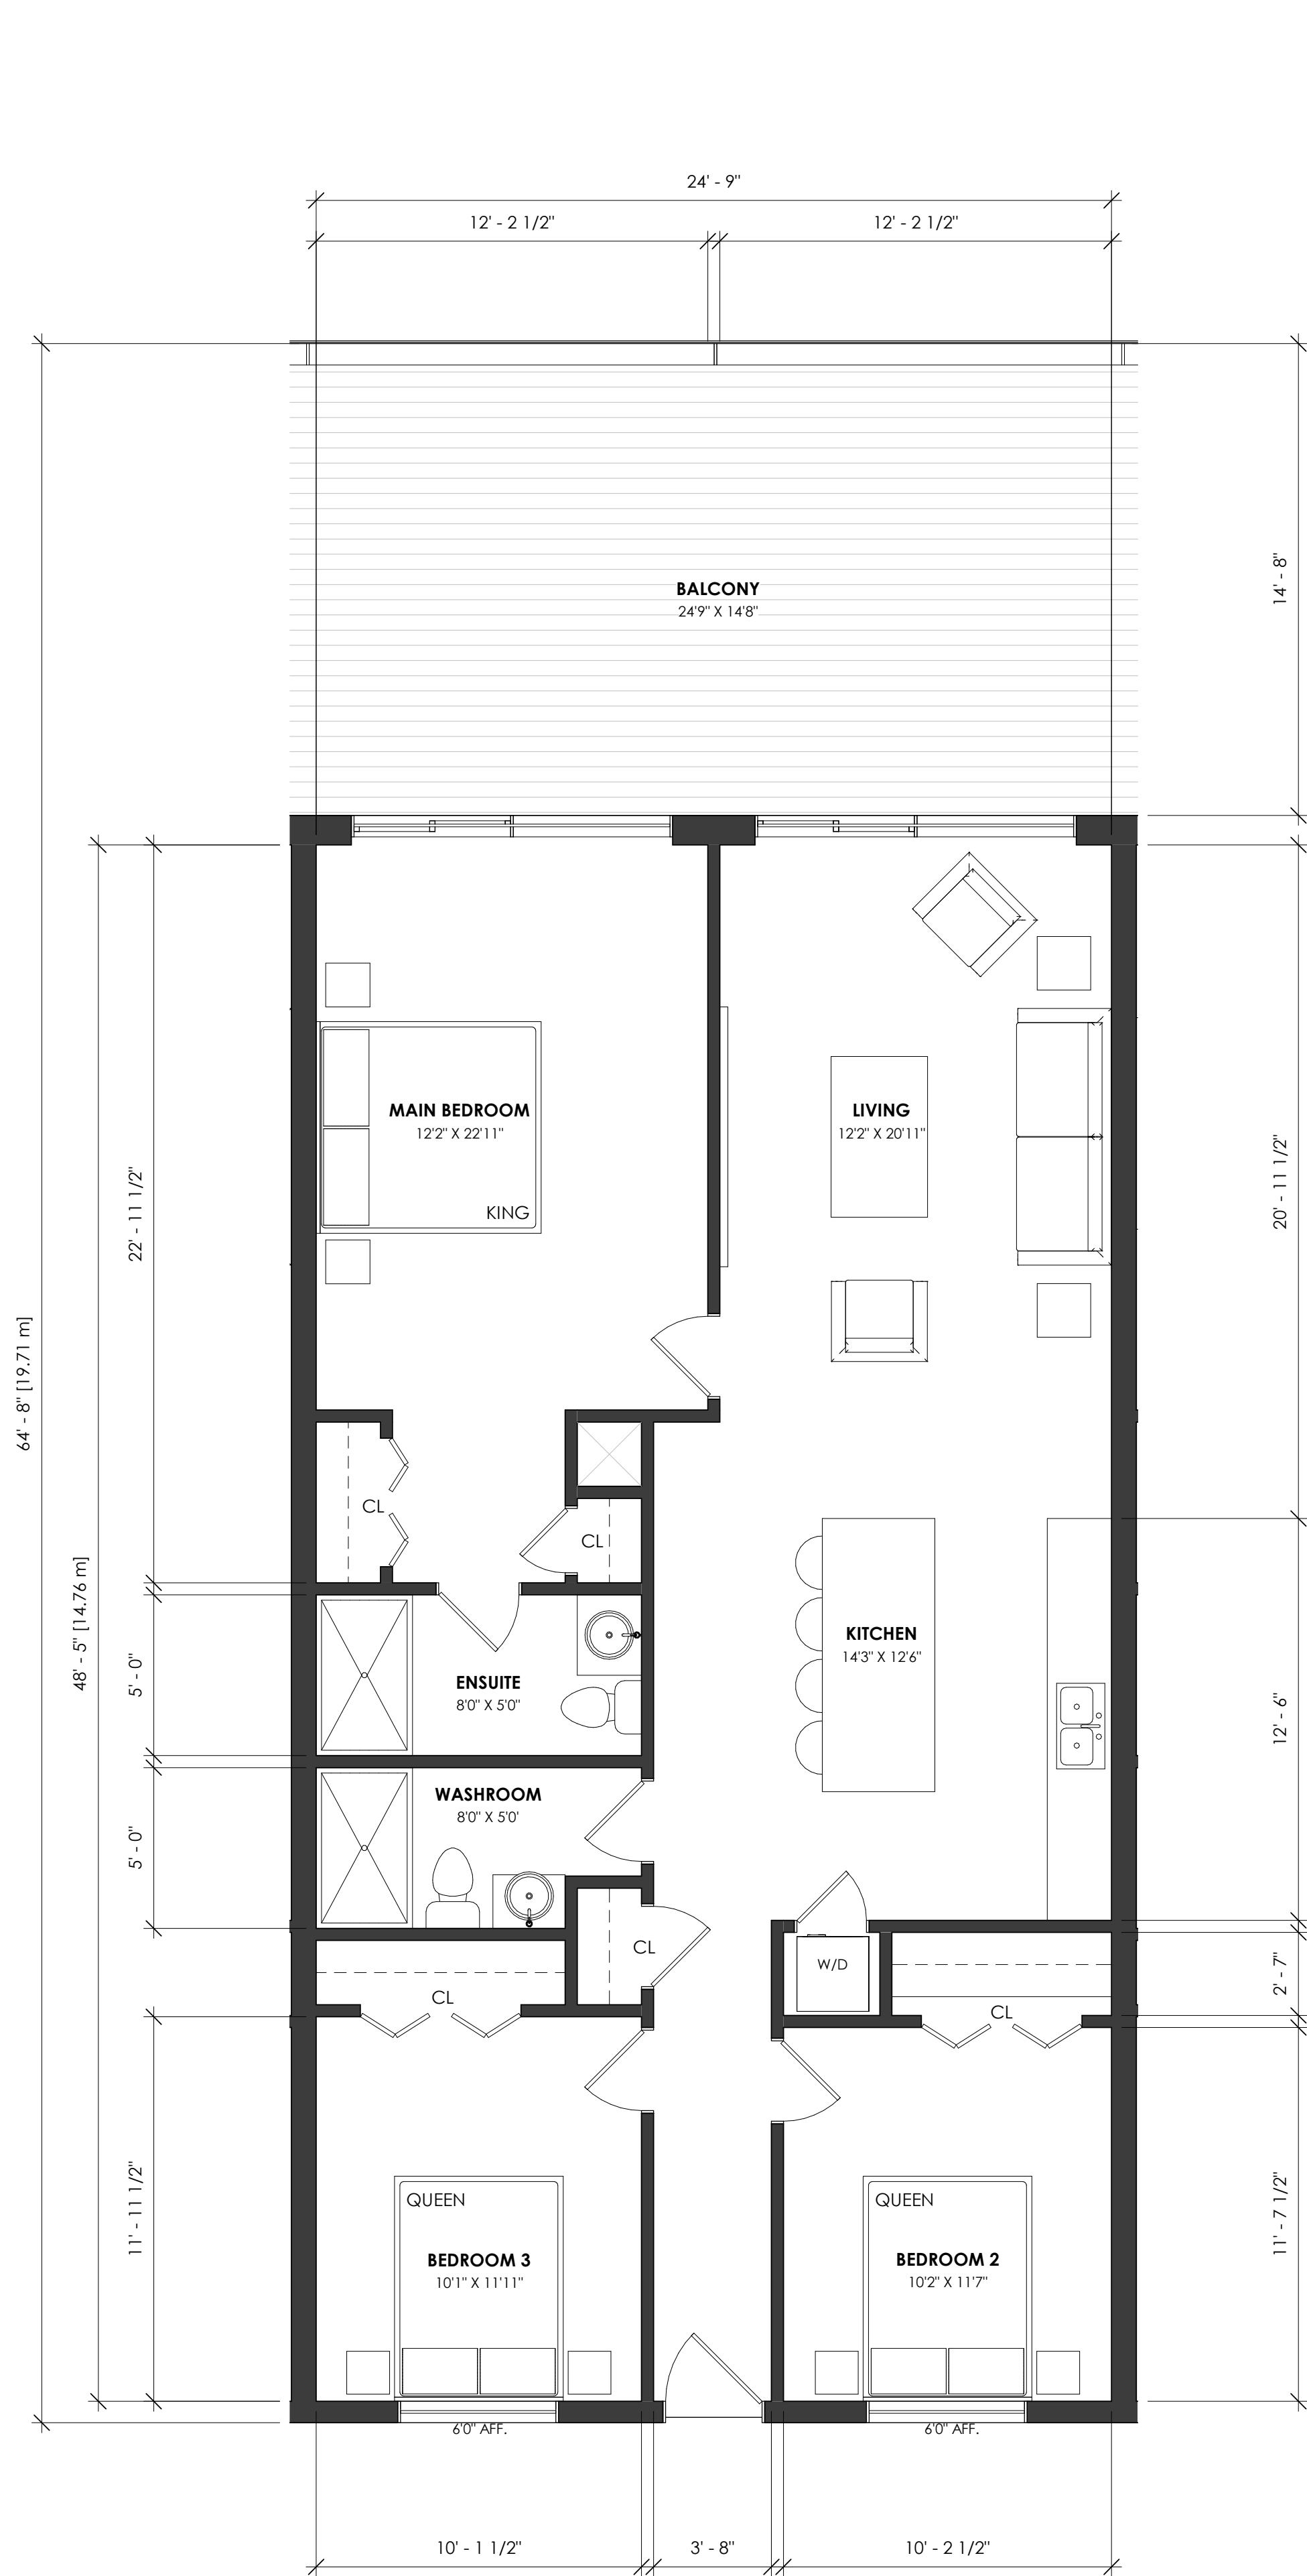 24' - 9"
12' - 2 1/2"
12' - 2 1/2"
14' - 8"
BALCONY
24'9" X 14'8"
MAIN BEDROOM
12'2" X 22'11"
KING
LIVING
12'2" X 20'11"
22' - 11 1/2"
20' - 11 1/2"
64' - 8" [19.71 m]
48' - 5" [14.76 m]
CL
CL
KITCHEN
14'3" X 12'6"
ENSUITE
8'0" X 5'0"
5' - 0"
12' - 6"
WASHROOM
8'0" X 5'0'
5' - 0"
CL
W/D
2' - 7"
CL
CL
QUEEN
BEDROOM 3
10'1" X 11'11"
QUEEN
BEDROOM 2
10'2" X 11'7"
11' - 11 1/2"
11' - 7 1/2"
6'0" AFF.
6'0" AFF.
10' - 1 1/2"
3' - 8"
10' - 2 1/2"